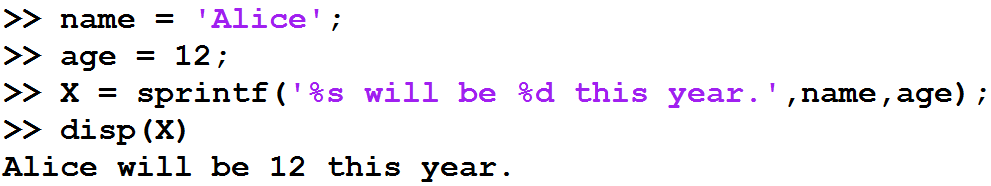 >> name = 'Alice';
>> age = 12;
>> X = sprintf('%s will be %d this year.',name,age);
>> disp(X)
Alice will be 12 this year.